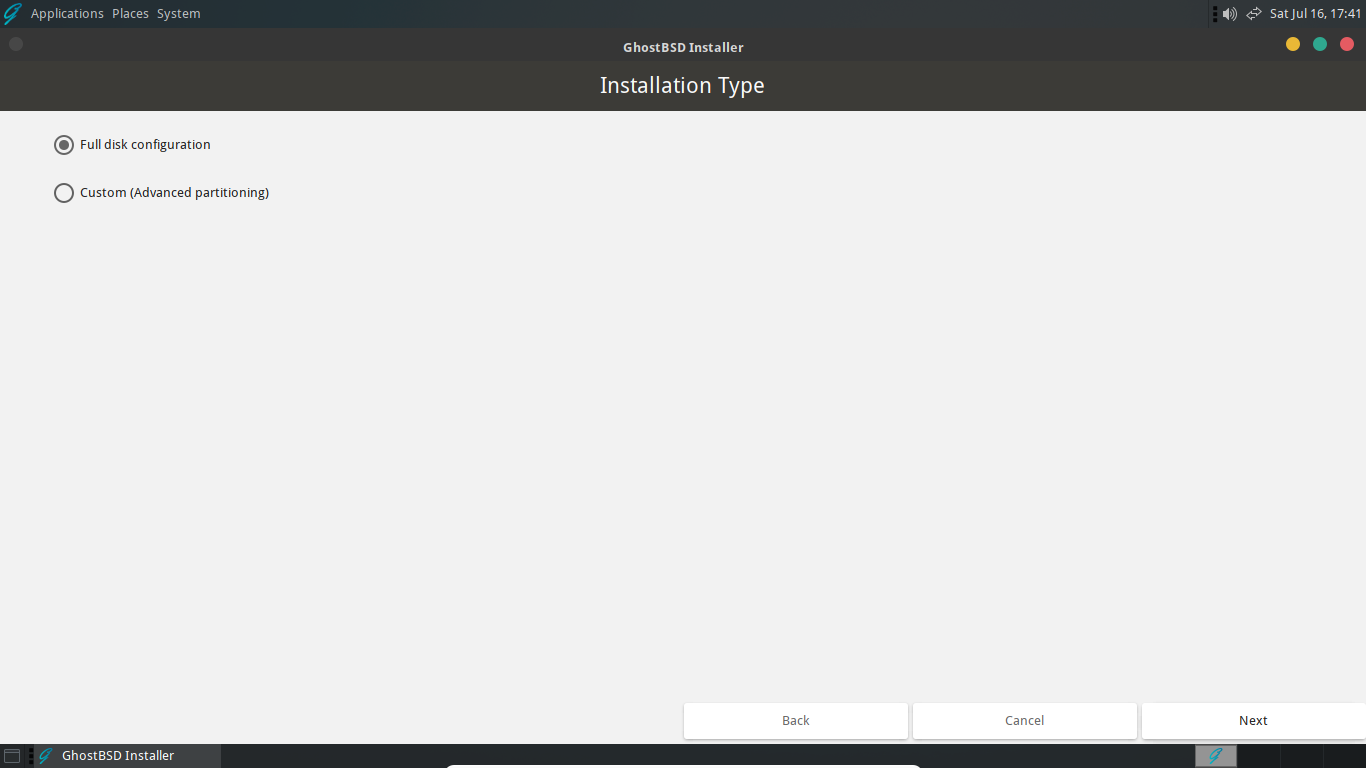 Applications Places System
Sat Jul 16, 17:41
GhostBSD Installer
Installation Type
Full disk configuration
Custom (Advanced partitioning)
Back
Cancel
Next
GhostBSD Installer